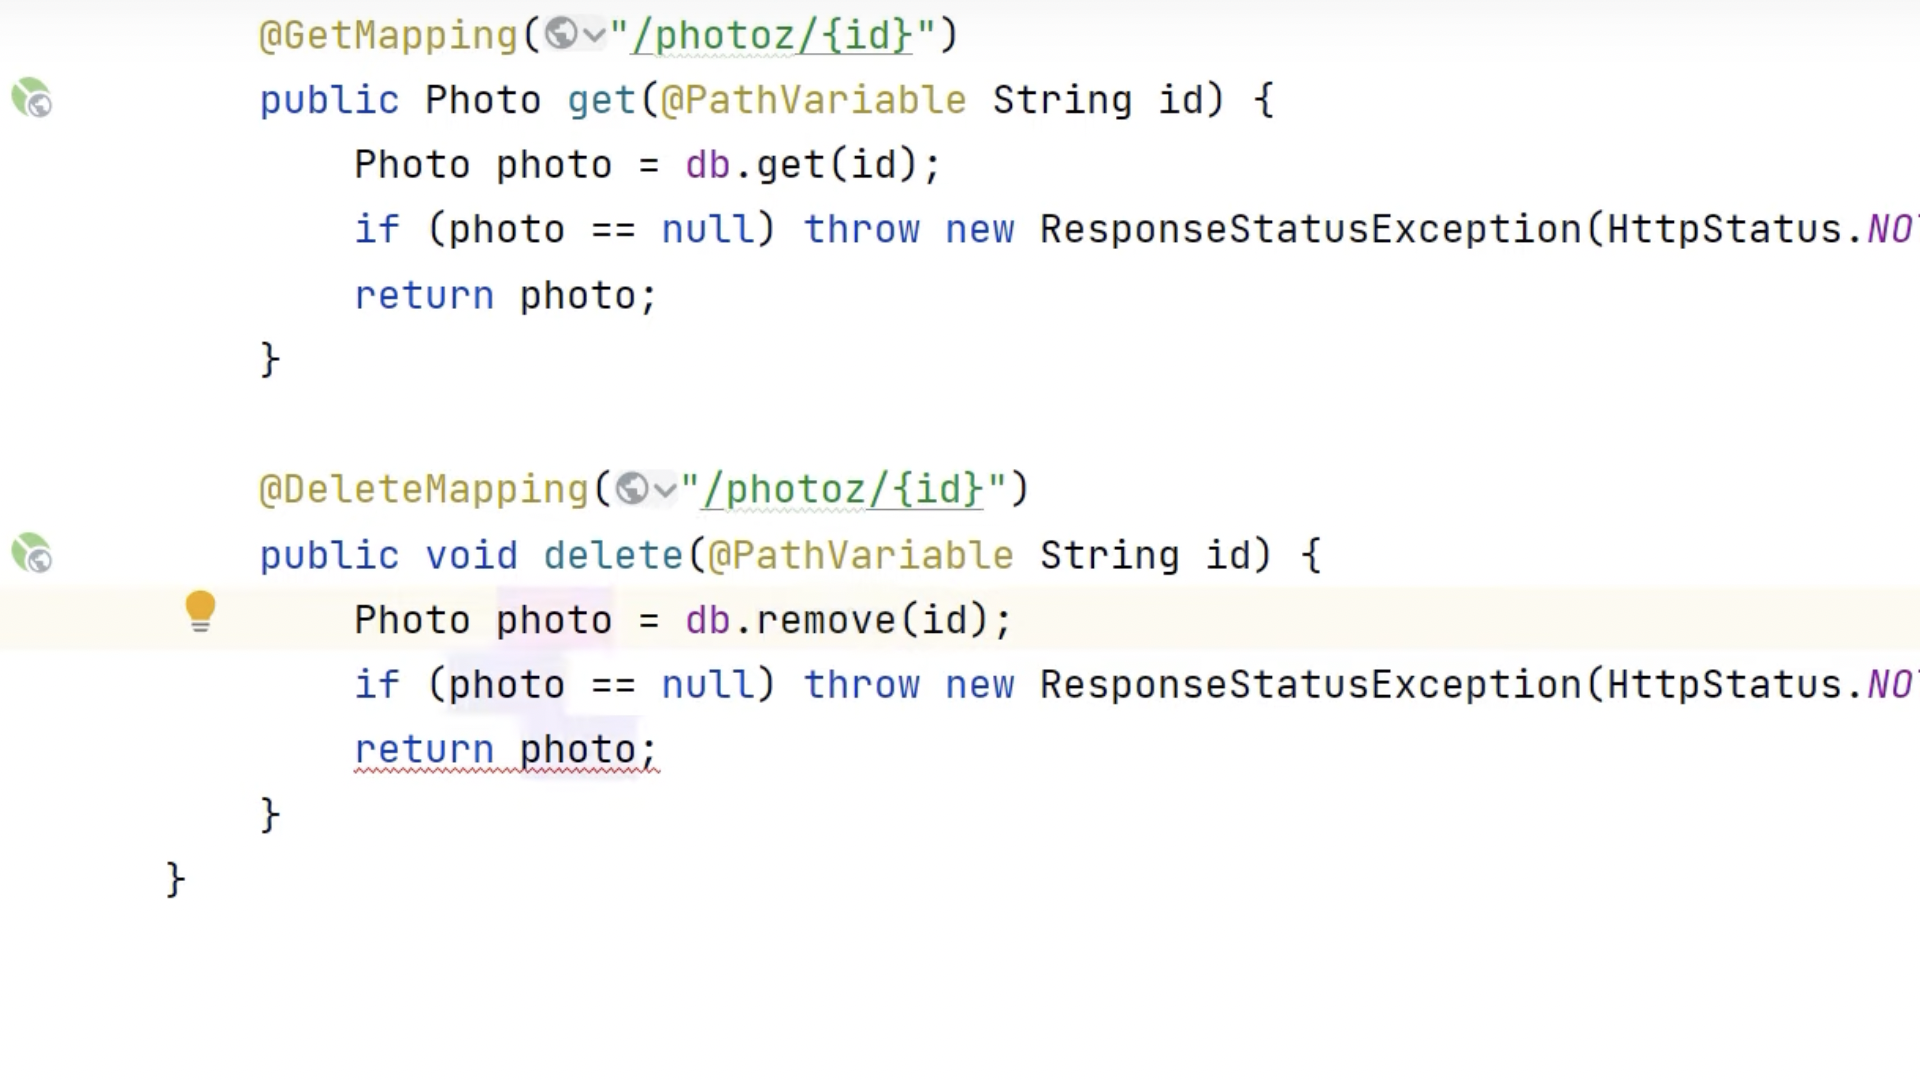 @GetMapping("/photoz/{id}")
public Photo get(@PathVariable String id) {
Photo photo = db.get(id);
if (photo == null) throw new ResponseStatusException(HttpStatus.NO
return photo;
}
@DeleteMapping("/photoz/{id}")
public void delete(@PathVariable String id) {
Photo photo = db.remove(id);
if (photo == null) throw new ResponseStatusException(HttpStatus.NO
return photo;
}
}